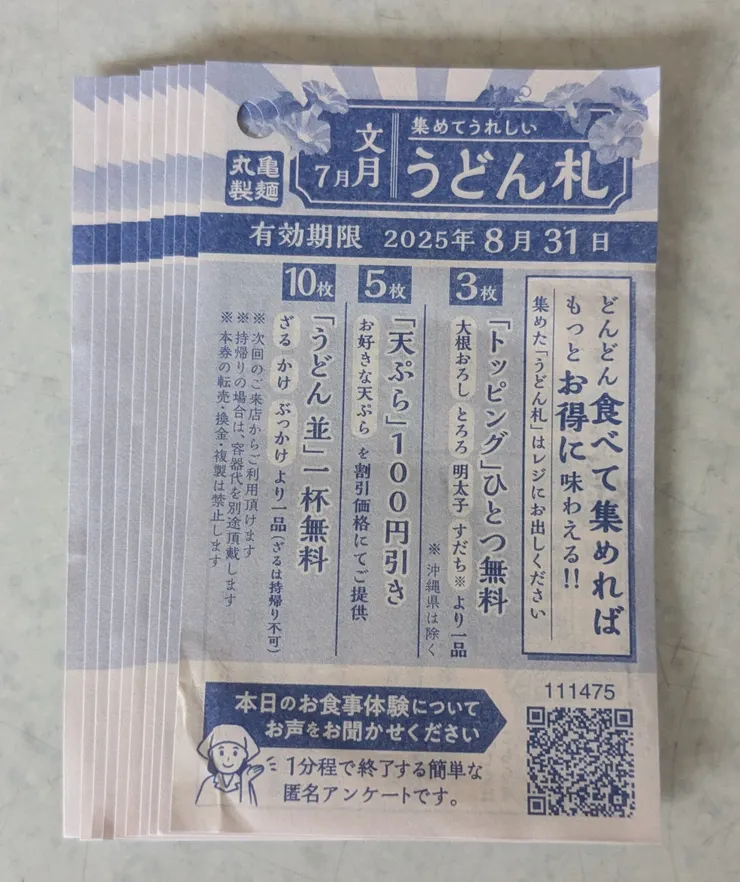 丸亀
製麺
文月
7月
集めてうれしい
うどん札
有効期限 2025年8月31日
どんどん食べて集めれば
もっとお得に味わえる!!
集めた「うどん札」はレジにお出しください
3枚
「トッピング」ひとつ無料
大根おろし とろろ 明太子 すだち※ より一品
※沖縄県は除く
5枚
「天ぷら」100円引き
お好きな天ぷら を割引価格にてご提供
10枚
「うどん 並」一杯無料
ざる かけ ぶっかけ より一品(ざるは持帰り不可)
※次回のご来店からご利用頂けます
※持帰りの場合は、容器代を別途頂戴します
※本券の転売・換金・複製は禁止します
本日のお食事体験について
お声をお聞かせください
1分程で終了する簡単な
匿名アンケートです。
111475